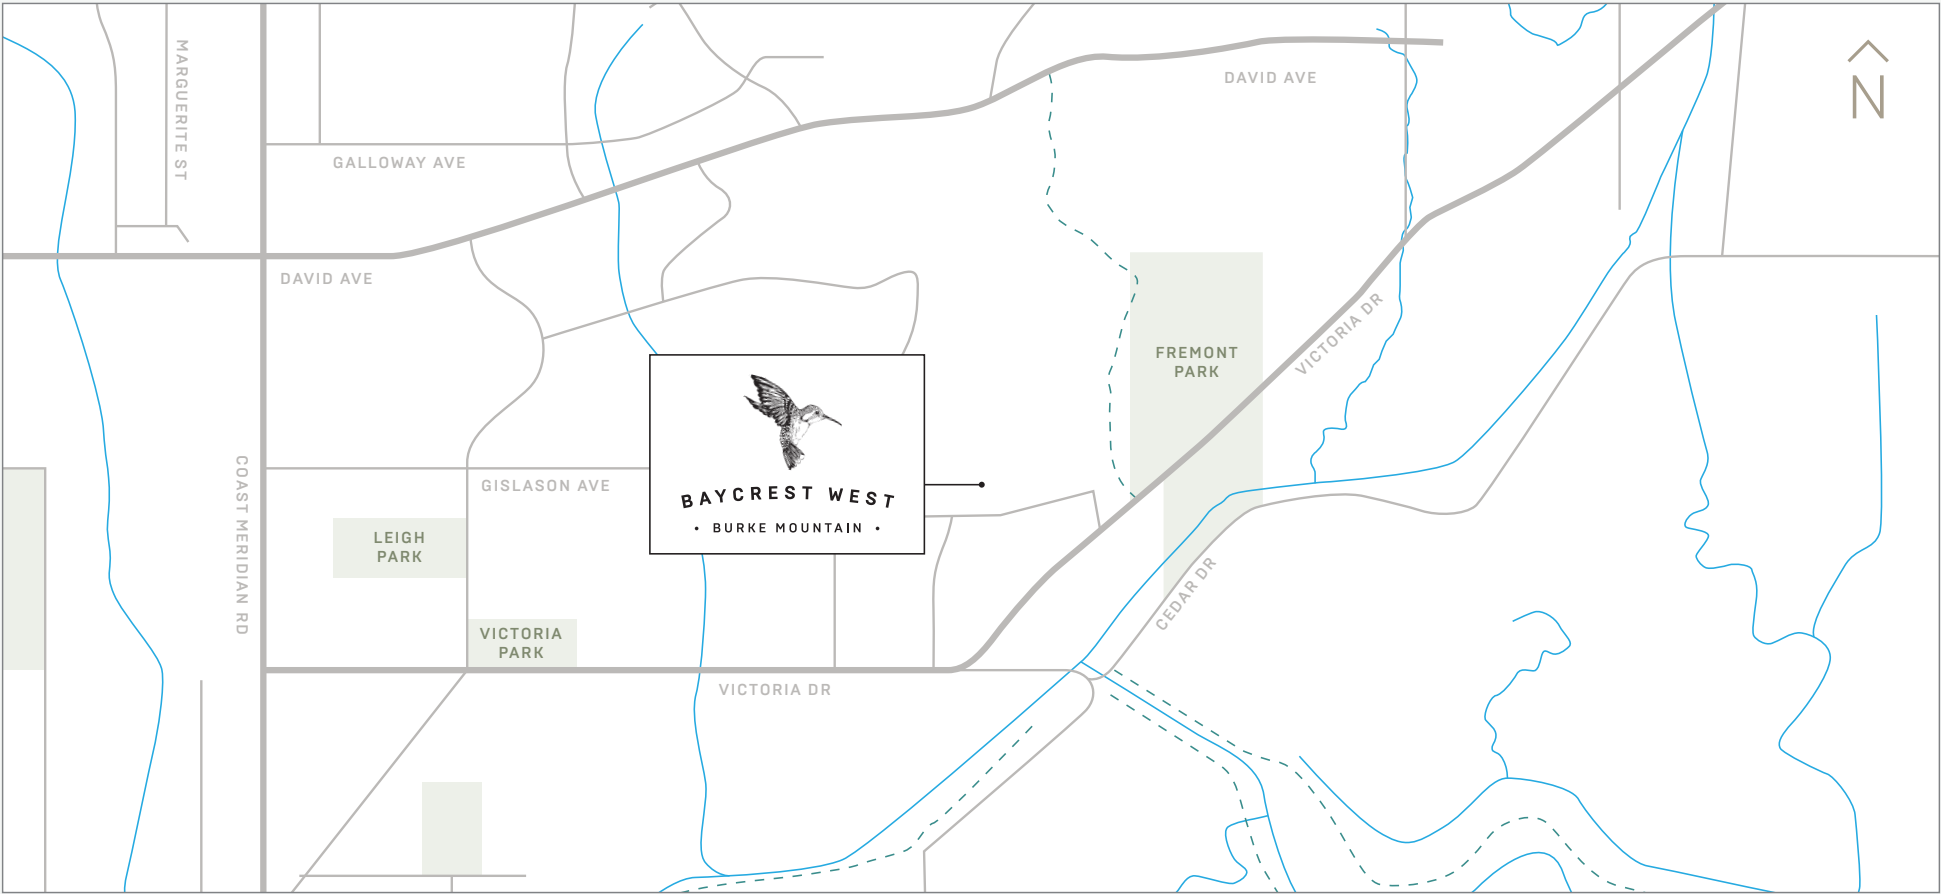 MARGUERITE ST
N
DAVID AVE
GALLOWAY AVE
DAVID AVE
VICTORIA DR
FREMONT
PARK
COAST MERIDIAN RD
GISLASON AVE
BAYCREST WEST
• BURKE MOUNTAIN •
LEIGH
PARK
CEDAR DR
VICTORIA
PARK
VICTORIA DR